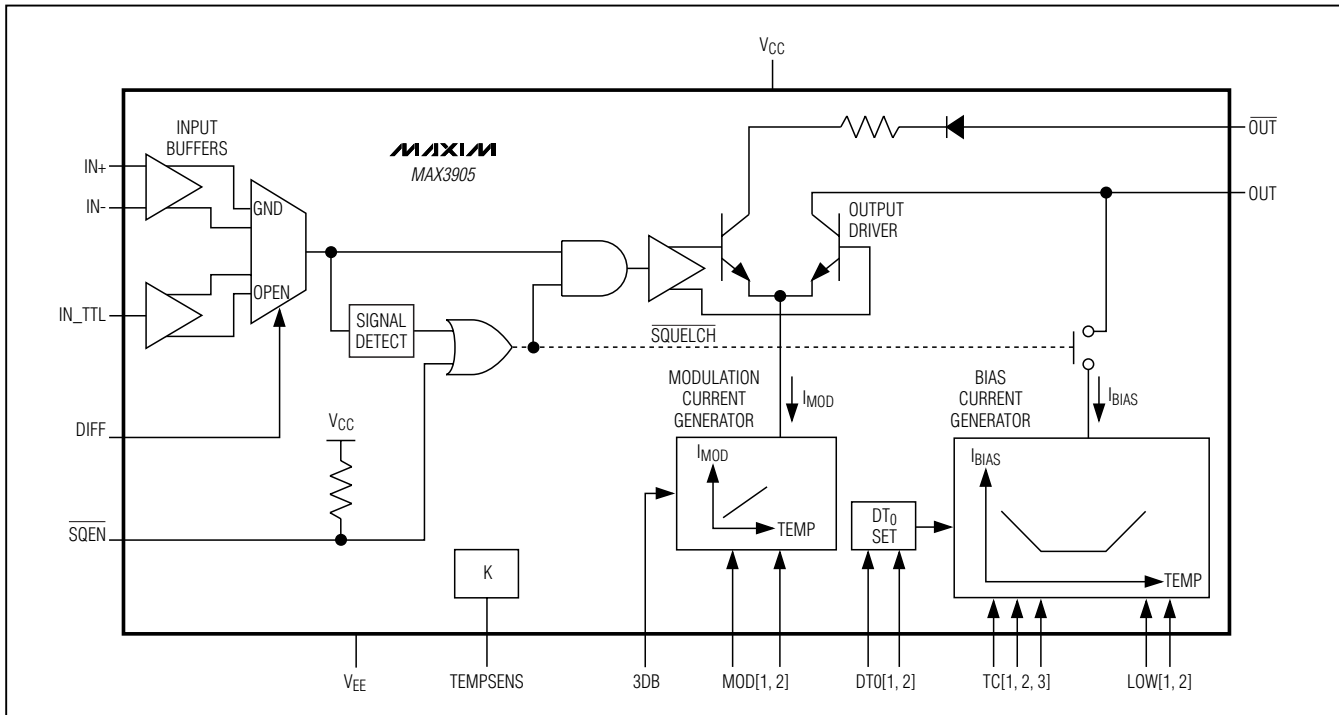 VCC
INPUT
BUFFERS
MAXIM
MAX3905
OUT
IN+
IN-
GND
OUT
OUTPUT
DRIVER
OPEN
IN_TTL
SIGNAL
DETECT
SQUELCH
MODULATION
CURRENT
GENERATOR
IMOD
BIAS
CURRENT
GENERATOR
IBIAS
DIFF
VCC
IMOD
TEMP
DT0
SET
IBIAS
TEMP
SQEN
K
VEE
TEMPSENS
3DB
MOD[1, 2]
DT0[1, 2]
TC[1, 2, 3]
LOW[1, 2]